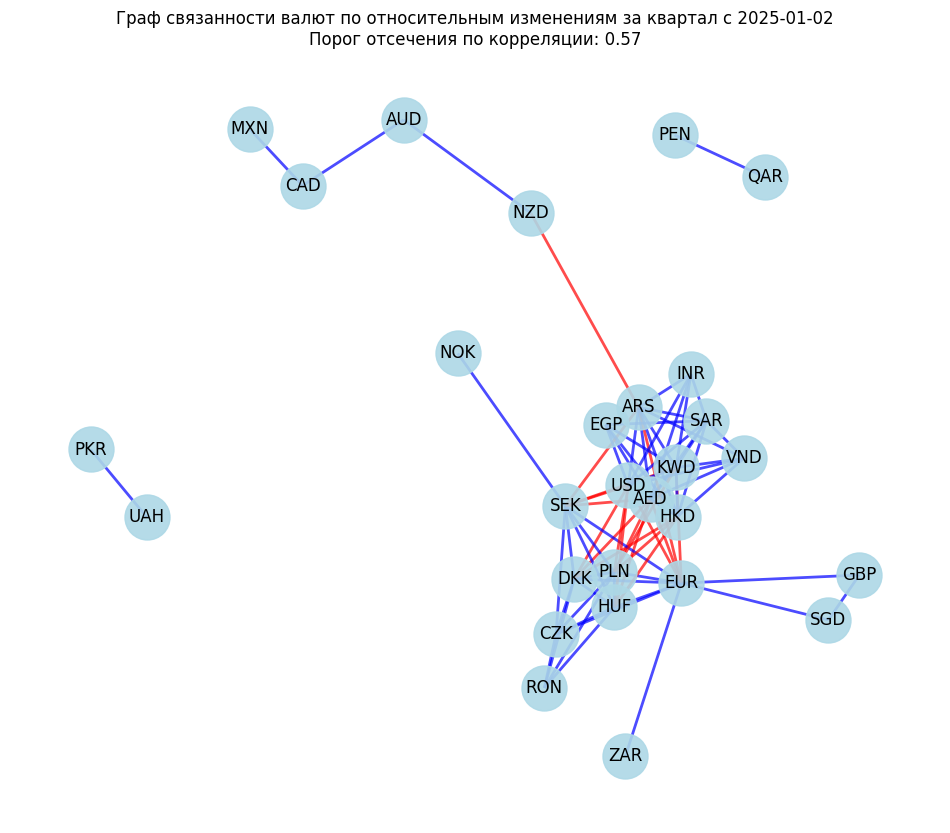 Граф связанности валют по относительным изменениям за квартал с 2025-01-02
Порог отсечения по корреляции: 0.57
AUD
MXN
PEN
QAR
CAD
NZD
NOK
INR
ARS
SAR
EGP
PKR
VND
KWD
USD
AED
SEK
HKD
UAH
PLN
GBP
DKK
EUR
HUF
SGD
CZK
RON
ZAR